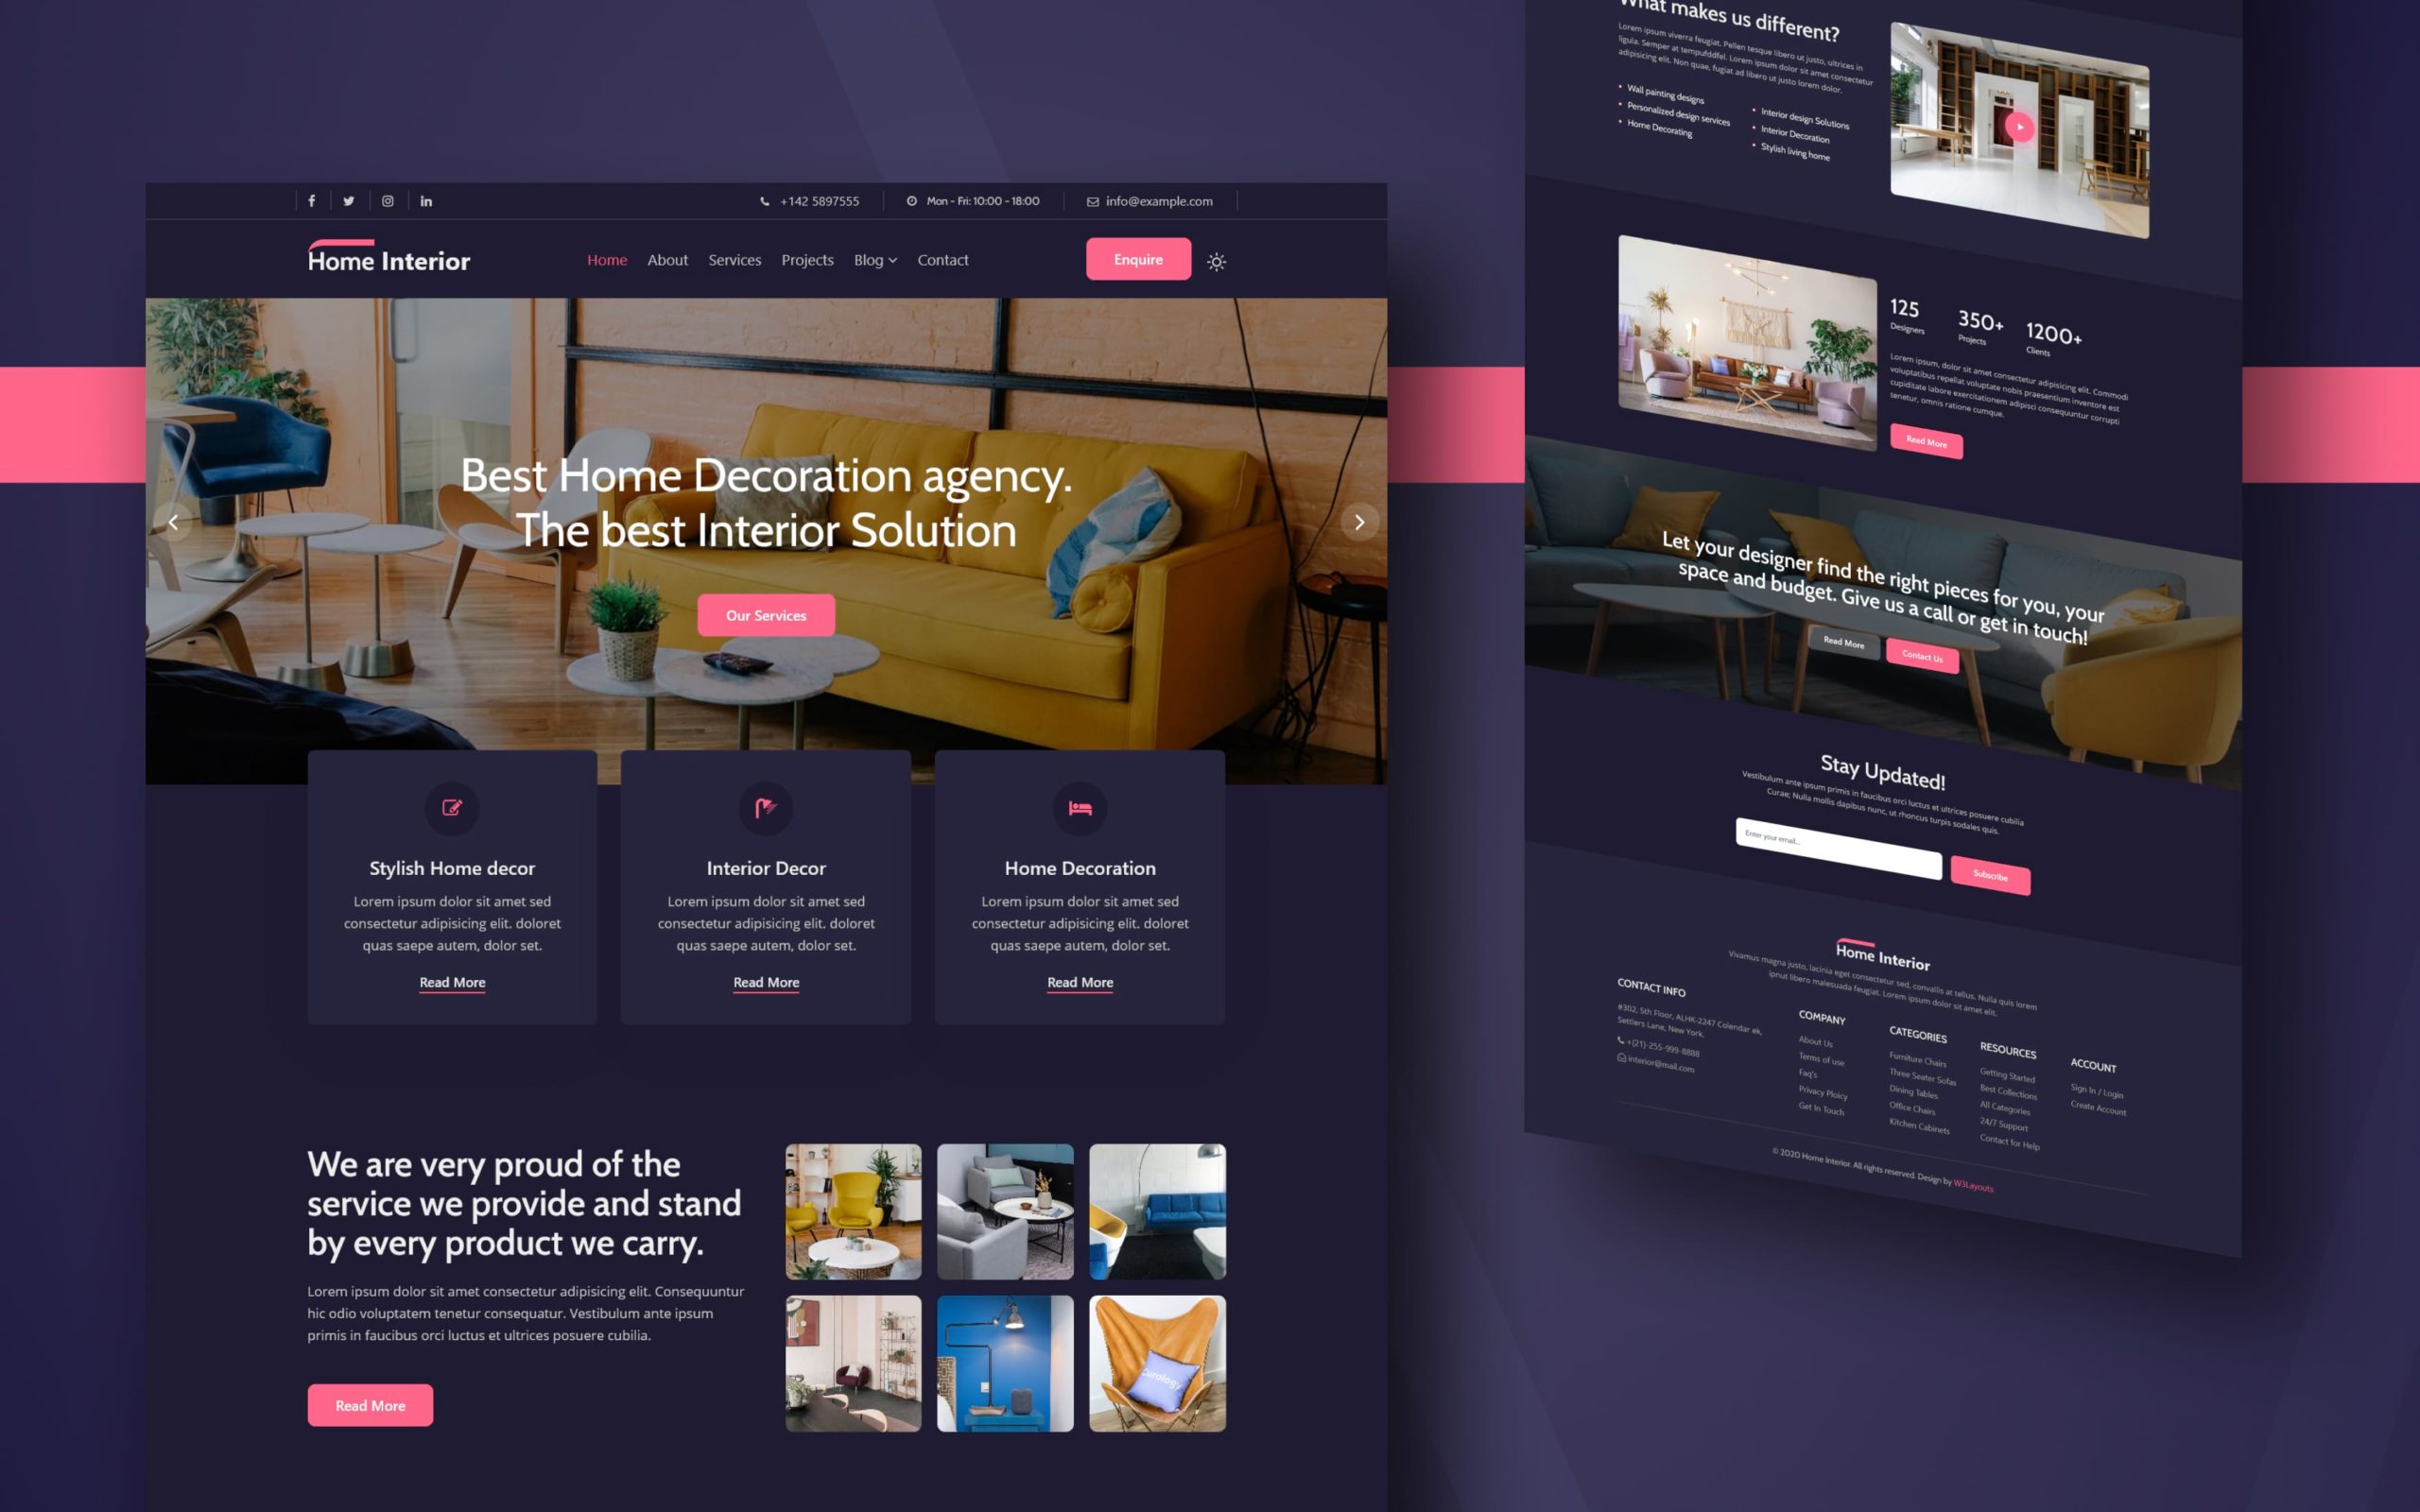 +142 5897555
Mon - Fri: 10:00 - 18:00
info@example.com
Home Interior
Home
About
Services
Projects
Blog
Contact
Enquire
Best Home Decoration agency.
The best Interior Solution
Our Services
Stylish Home decor
Lorem ipsum dolor sit amet sed
consectetur adipisicing elit. doloret
quas saepe autem, dolor set.
Read More
Interior Decor
Lorem ipsum dolor sit amet sed
consectetur adipisicing elit. doloret
quas saepe autem, dolor set.
Read More
Home Decoration
Lorem ipsum dolor sit amet sed
consectetur adipisicing elit. doloret
quas saepe autem, dolor set.
Read More
We are very proud of the
service we provide and stand
by every product we carry.
Lorem ipsum dolor sit amet consectetur adipisicing elit. Consequuntur
hic odio voluptatem tenetur consequatur. Vestibulum ante ipsum
primis in faucibus orci luctus et ultrices posuere cubilia.
Read More
What makes us different?
Lorem ipsum viverra feugiat. Pellen tesque libero ut justo, ultrices in
ligula. Semper at tempufddfel. Lorem ipsum dolor sit amet consectetur
adipisicing elit. Non quae, fugiat ad libero ut justo lorem dolor.
Wall painting designs
Personalized design services
Home Decorating
Interior design Solutions
Interior Decoration
Stylish living home
125
Designers
350+
Projects
1200+
Clients
Lorem ipsum, dolor sit amet consectetur adipisicing elit. Commodi
voluptatibus repellat voluptate nobis praesentium inventore est
cupiditate labore exercitationem adipisci consequuntur corrupti
tenetur, omnis ratione cumque.
Read More
Let your designer find the right pieces for you, your
space and budget. Give us a call or get in touch!
Read More
Contact Us
Stay Updated!
Vestibulum ante ipsum primis in faucibus orci luctus et ultrices posuere cubilia
Curae; Nulla mollis dapibus nunc, ut rhoncus turpis sodales quis.
Enter your email...
Subscribe
Home Interior
Vivamus magna justo, lacinia eget consectetur sed, convallis at tellus. Nulla quis lorem
ipnut libero malesuada feugiat. Lorem ipsum dolor sit amet elit.
CONTACT INFO
#302, 5th Floor, ALHK-2247 Colendar ek,
Settlers Lane, New York.
+(21)-255-999-8888
interior@mail.com
COMPANY
About Us
Terms of use
Faq's
Privacy Ploicy
Get In Touch
CATEGORIES
Furniture Chairs
Three Seater Sofas
Dining Tables
Office Chairs
Kitchen Cabinets
RESOURCES
Getting Started
Best Collections
All Categories
24/7 Support
Contact for Help
ACCOUNT
Sign In / Login
Create Account
© 2020 Home Interior. All rights reserved. Design by W3Layouts